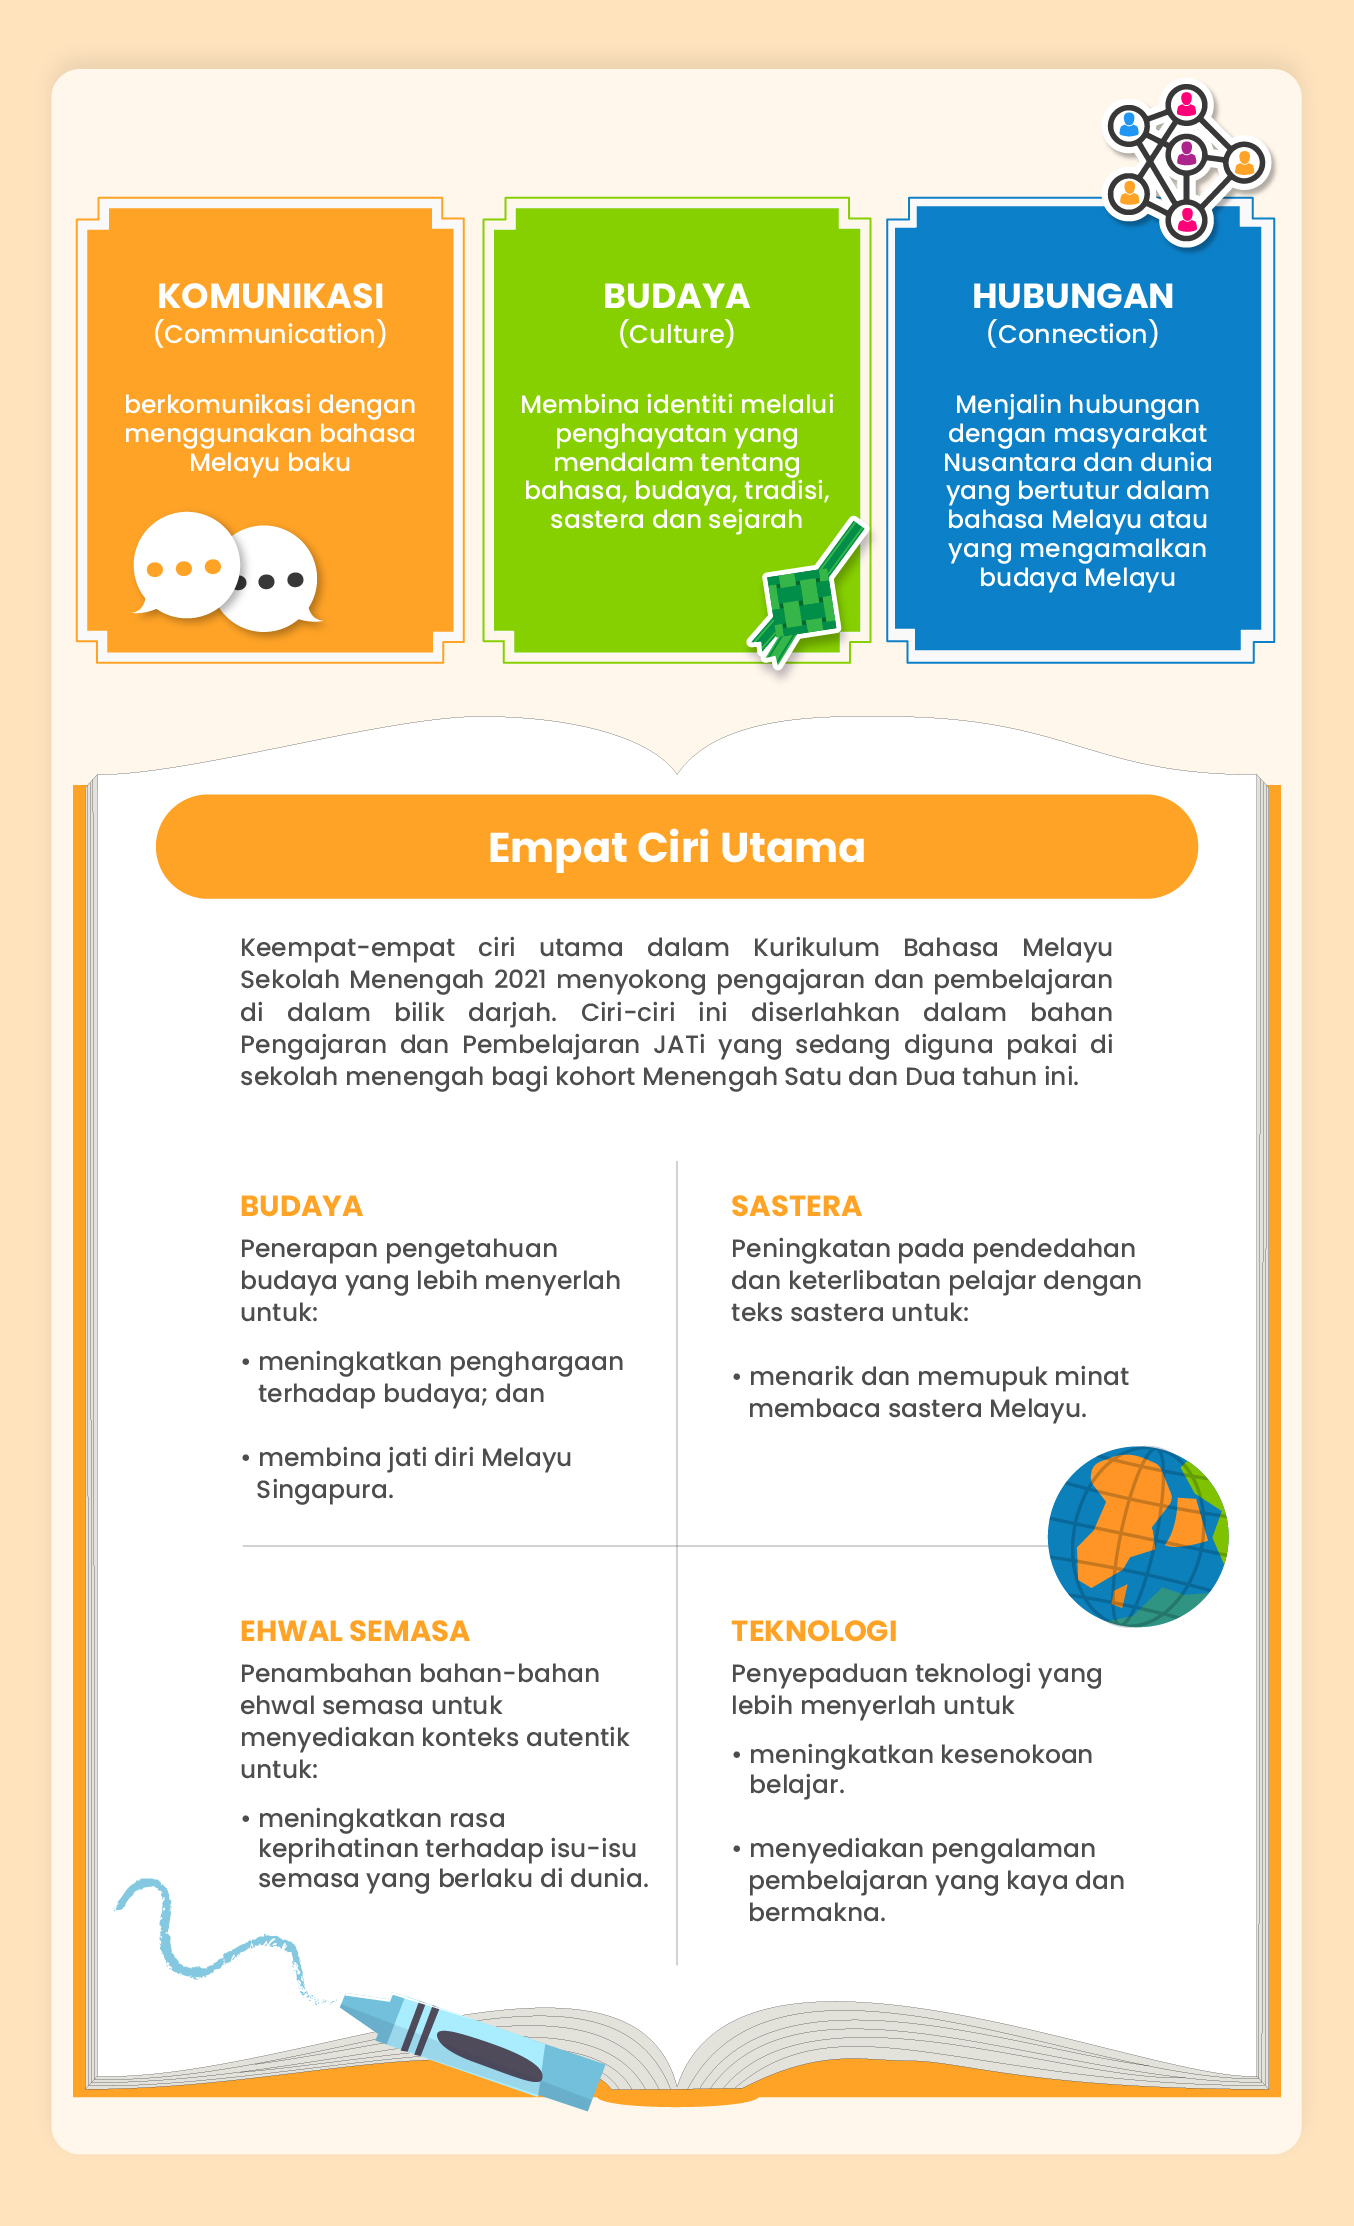 KOMUNIKASI
(Communication)
berkomunikasi dengan
menggunakan bahasa
Melayu baku
BUDAYA
(Culture)
Membina identiti melalui
penghayatan yang
mendalam tentang
bahasa, budaya, tradisi,
sastera dan sejarah
HUBUNGAN
(Connection)
Menjalin hubungan
dengan masyarakat
Nusantara dan dunia
yang bertutur dalam
bahasa Melayu atau
yang mengamalkan
budaya Melayu
Empat Ciri Utama
Keempat-empat ciri utama dalam Kurikulum Bahasa Melayu
Sekolah Menengah 2021 menyokong pengajaran dan pembelajaran
di dalam bilik darjah. Ciri-ciri ini diserlahkan dalam bahan
Pengajaran dan Pembelajaran JATi yang sedang diguna pakai di
sekolah menengah bagi kohort Menengah Satu dan Dua tahun ini.
BUDAYA
Penerapan pengetahuan
budaya yang lebih menyerlah
untuk:
• meningkatkan penghargaan
terhadap budaya; dan
• membina jati diri Melayu
Singapura.
SASTERA
Peningkatan pada pendedahan
dan keterlibatan pelajar dengan
teks sastera untuk:
• menarik dan memupuk minat
membaca sastera Melayu.
EHWAL SEMASA
Penambahan bahan-bahan
ehwal semasa untuk
menyediakan konteks autentik
untuk:
• meningkatkan rasa
keprihatinan terhadap isu-isu
semasa yang berlaku di dunia.
TEKNOLOGI
Penyepaduan teknologi yang
lebih menyerlah untuk
• meningkatkan kesenokoan
belajar.
• menyediakan pengalaman
pembelajaran yang kaya dan
bermakna.